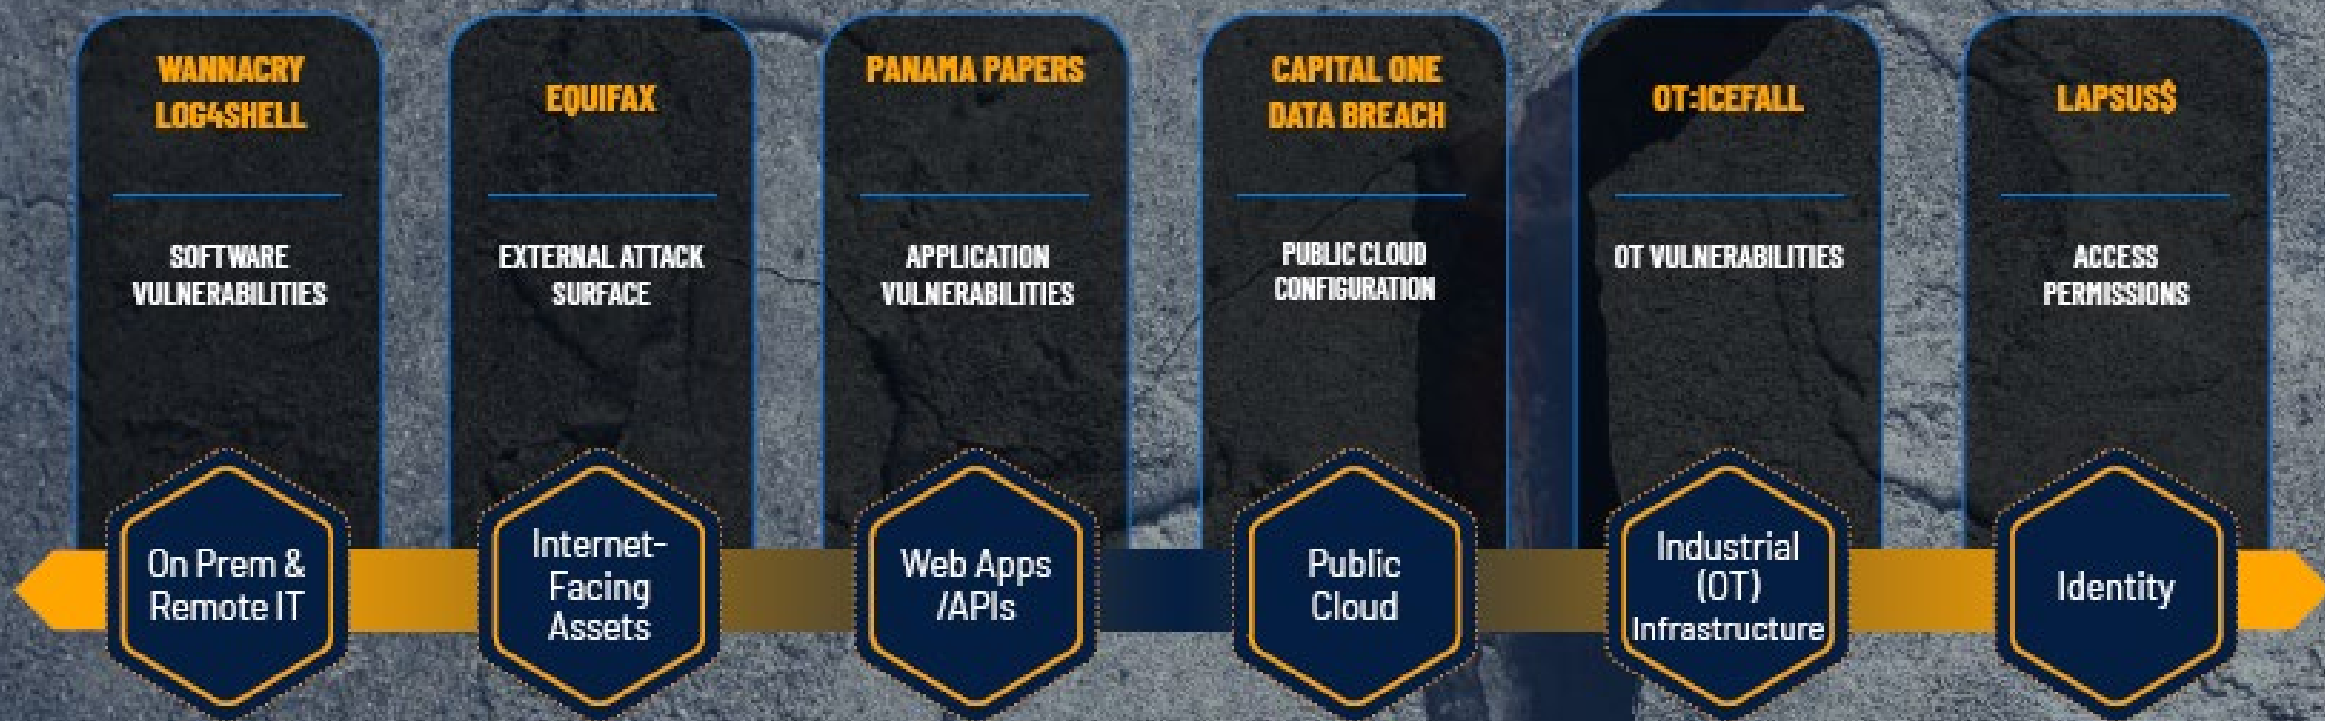 WANNACRY
LOG4SHELL
SOFTWARE
VULNERABILITIES
On Prem &
Remote IT
EQUIFAX
EXTERNAL ATTACK
SURFACE
Internet-
Facing
Assets
PANAMA PAPERS
APPLICATION
VULNERABILITIES
Web Apps
/APIs
CAPITAL ONE
DATA BREACH
PUBLIC CLOUD
CONFIGURATION
Public
Cloud
OT:ICEFALL
OT VULNERABILITIES
Industrial
(OT)
Infrastructure
LAPSUS$
ACCESS
PERMISSIONS
Identity